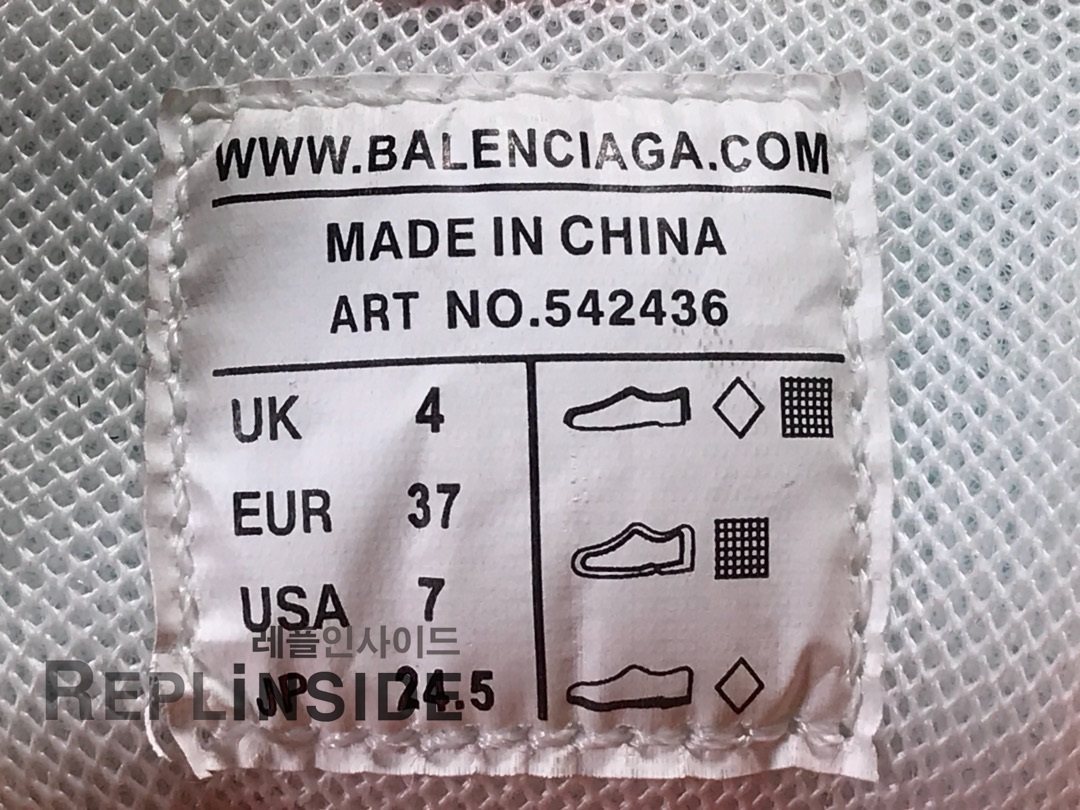 WWW.BALENCIAGA.COM
MADE IN CHINA
ART NO.542436
UK 4
EUR 37
USA 7
레플인사이드
JP 24.5
REPLINSIDE